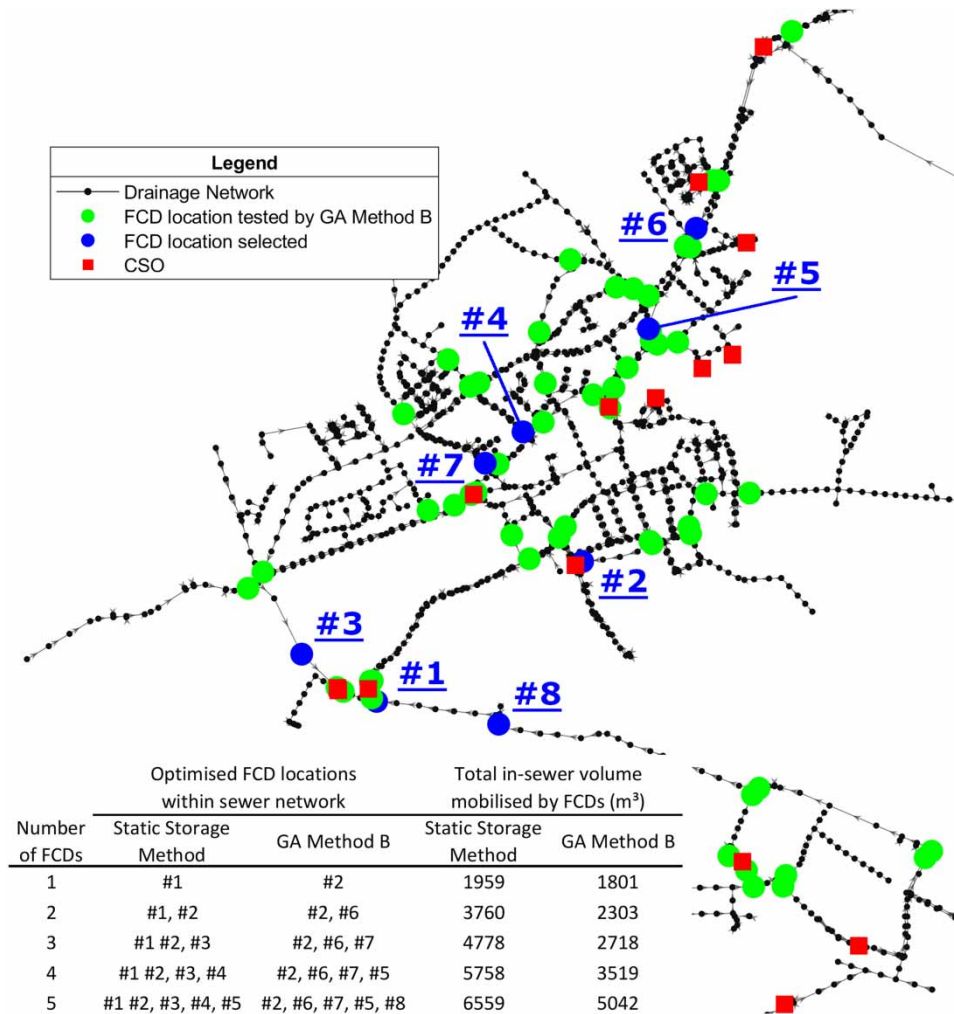 Legend
Drainage Network
FCD location tested by GA Method B
FCD location selected
CSO
#6
#5
#4
#7
#2
#3
#1
#8
Optimised FCD locations within sewer network
Total in-sewer volume mobilised by FCDs (m³)
Number of FCDs
Static Storage Method
GA Method B
Static Storage Method
GA Method B
1 #1 #2 1959 1801
2 #1, #2 #2, #6 3760 2303
3 #1 #2, #3 #2, #6, #7 4778 2718
4 #1 #2, #3, #4 #2, #6, #7, #5 5758 3519
5 #1 #2, #3, #4, #5 #2, #6, #7, #5, #8 6559 5042